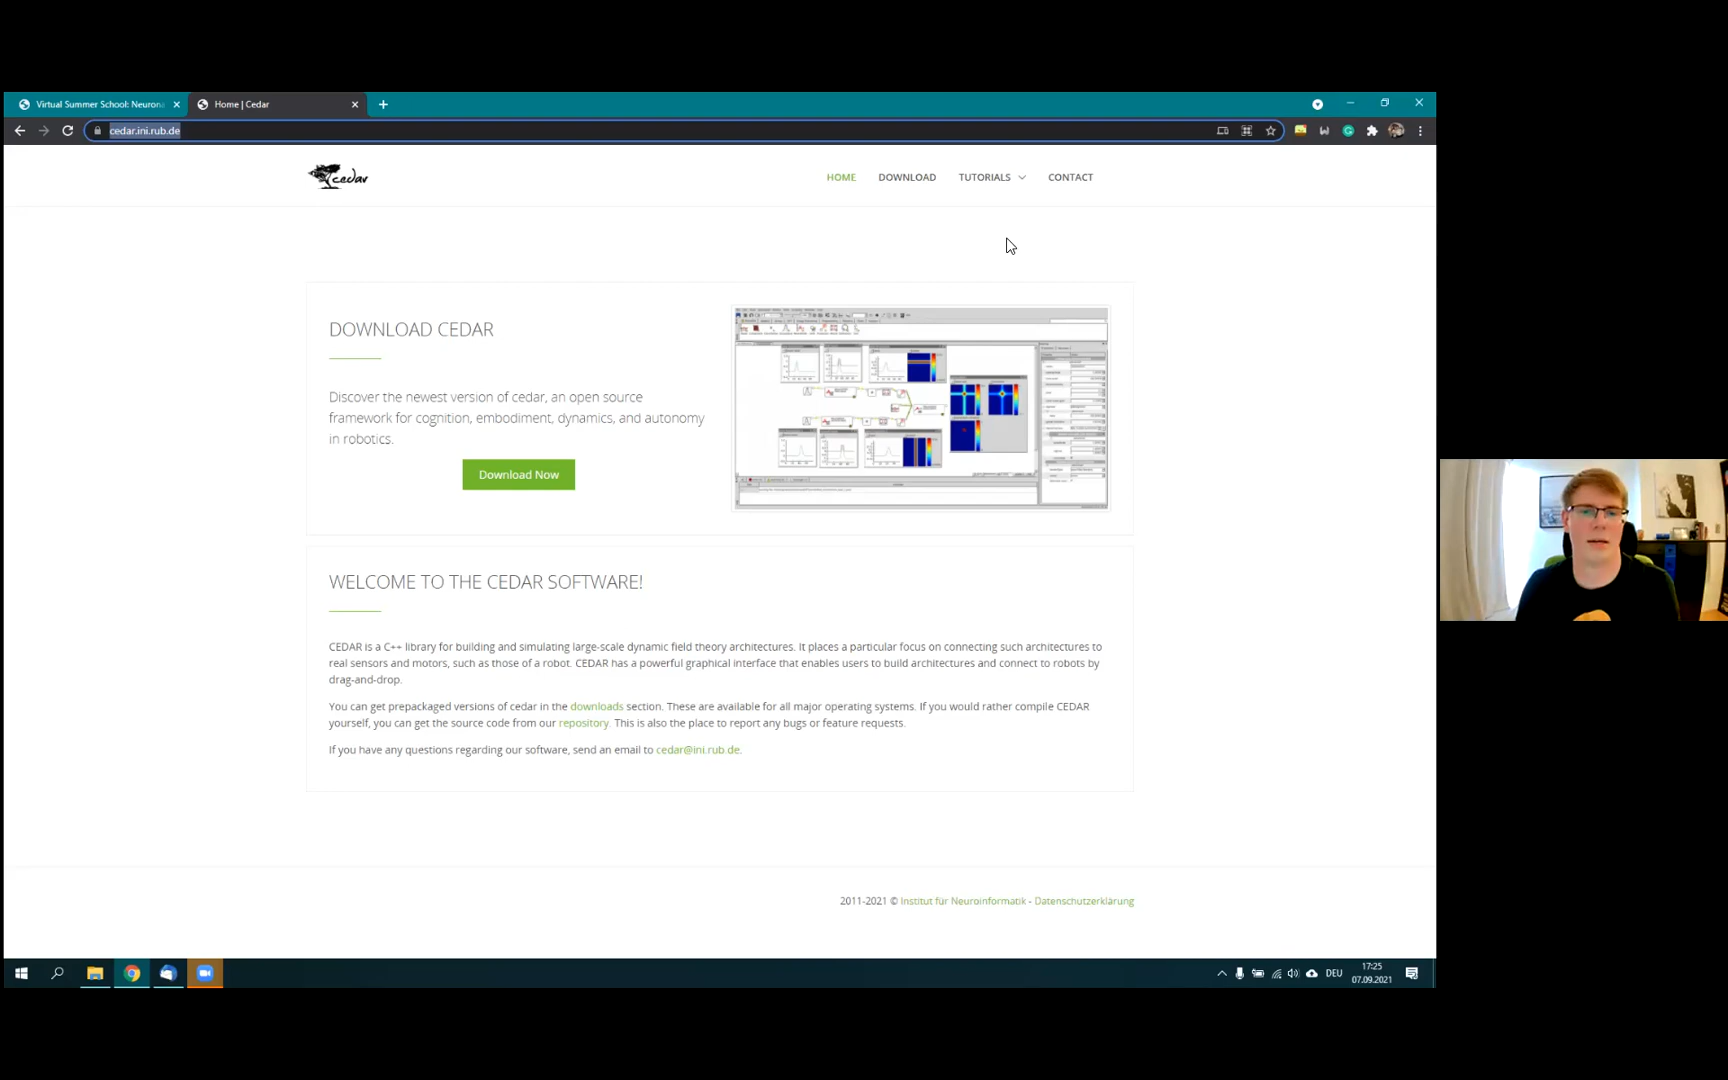 Virtual Summer School: Neurona
Home | Cedar
cedar.ini.rub.de
cedar
HOME
DOWNLOAD
TUTORIALS
CONTACT
DOWNLOAD CEDAR
Discover the newest version of cedar, an open source
framework for cognition, embodiment, dynamics, and autonomy
in robotics.
Download Now
WELCOME TO THE CEDAR SOFTWARE!
CEDAR is a C++ library for building and simulating large-scale dynamic field theory architectures. It places a particular focus on connecting such architectures to
real sensors and motors, such as those of a robot. CEDAR has a powerful graphical interface that enables users to build architectures and connect to robots by
drag-and-drop.
You can get prepackaged versions of cedar in the downloads section. These are available for all major operating systems. If you would rather compile CEDAR
yourself, you can get the source code from our repository. This is also the place to report any bugs or feature requests.
If you have any questions regarding our software, send an email to cedar@ini.rub.de.
2011-2021 © Institut für Neuroinformatik - Datenschutzerklärung
DEU
17:25
07.09.2021